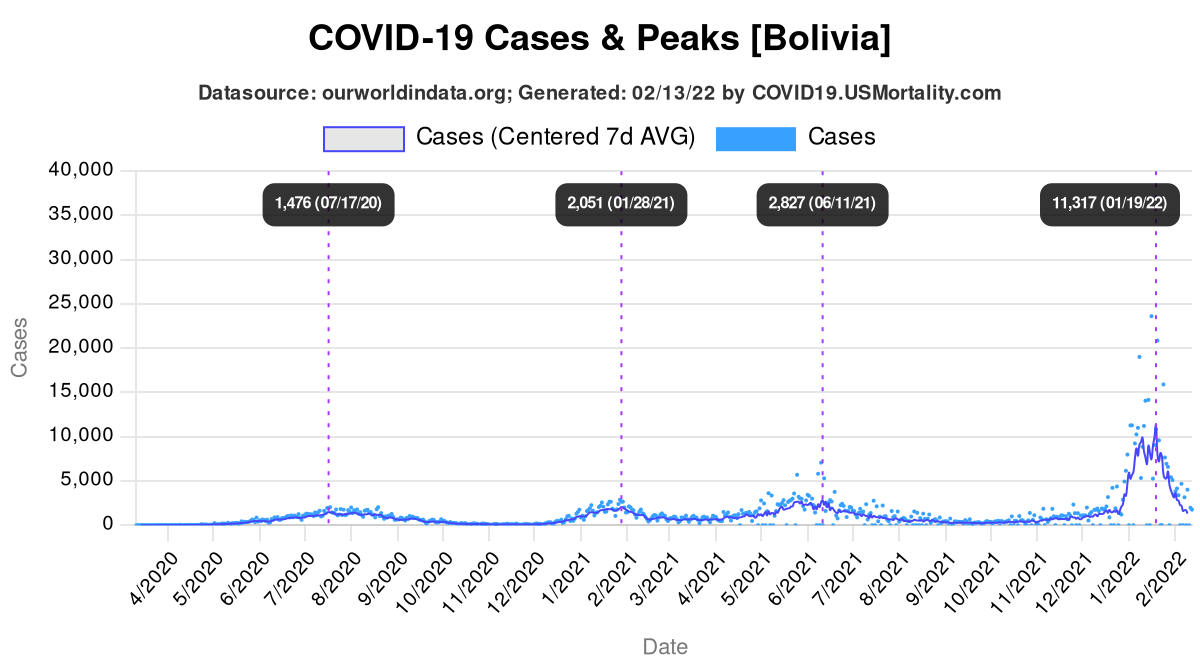 COVID-19 Cases & Peaks [Bolivia]
Datasource: ourworldindata.org; Generated: 02/13/22 by COVID19.USMortality.com
Cases (Centered 7d AVG) Cases
40,000
1,476 (07/17/20) 2,051 (01/28/21) 2,827 (06/11/21) 11,317 (01/19/22)
35,000
30,000
25,000
20,000
15,000
10,000
5,000
0
Cases
4/2020 5/2020 6/2020 7/2020 8/2020 9/2020 10/2020 11/2020 12/2020 1/2021 2/2021 3/2021 4/2021 5/2021 6/2021 7/2021 8/2021 9/2021 10/2021 11/2021 12/2021 1/2022 2/2022
Date